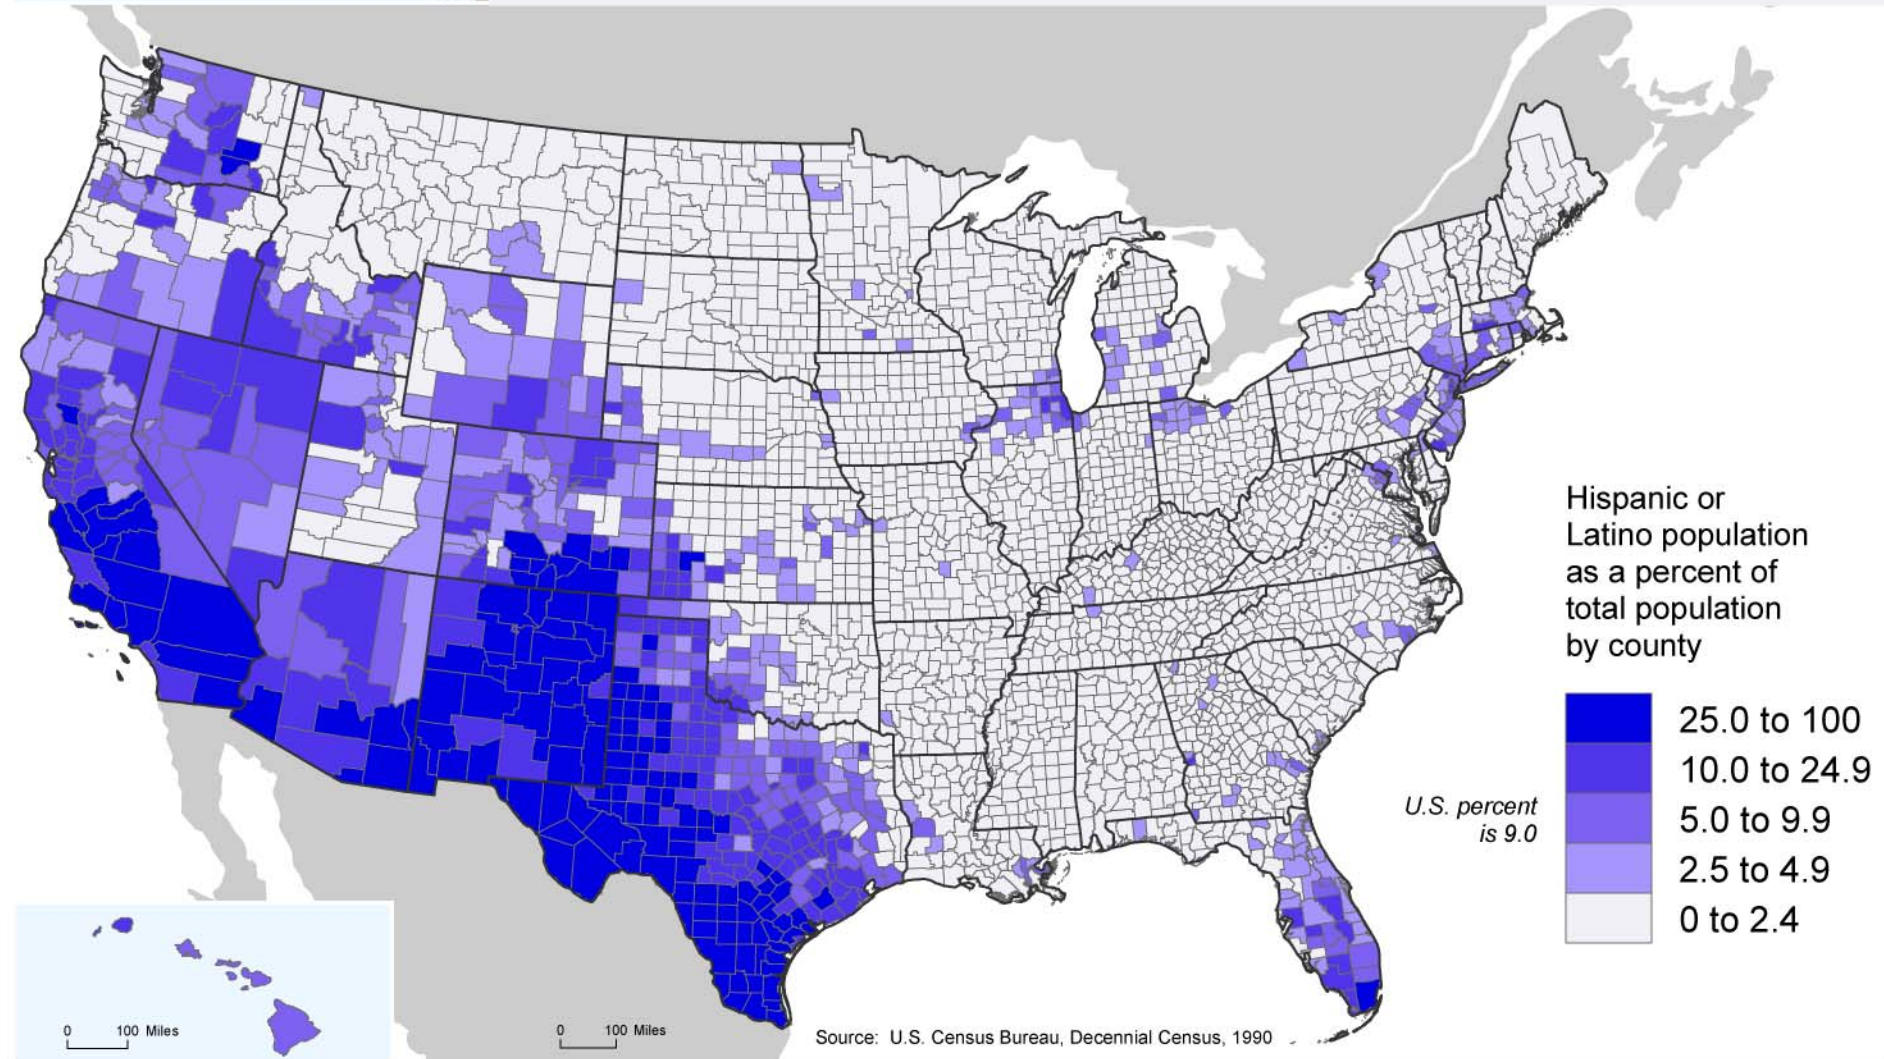 Hispanic or
Latino population
as a percent of
total population
by county
25.0 to 100
10.0 to 24.9
5.0 to 9.9
2.5 to 4.9
0 to 2.4
U.S. percent
is 9.0
0 100 Miles
0 100 Miles
Source: U.S. Census Bureau, Decennial Census, 1990